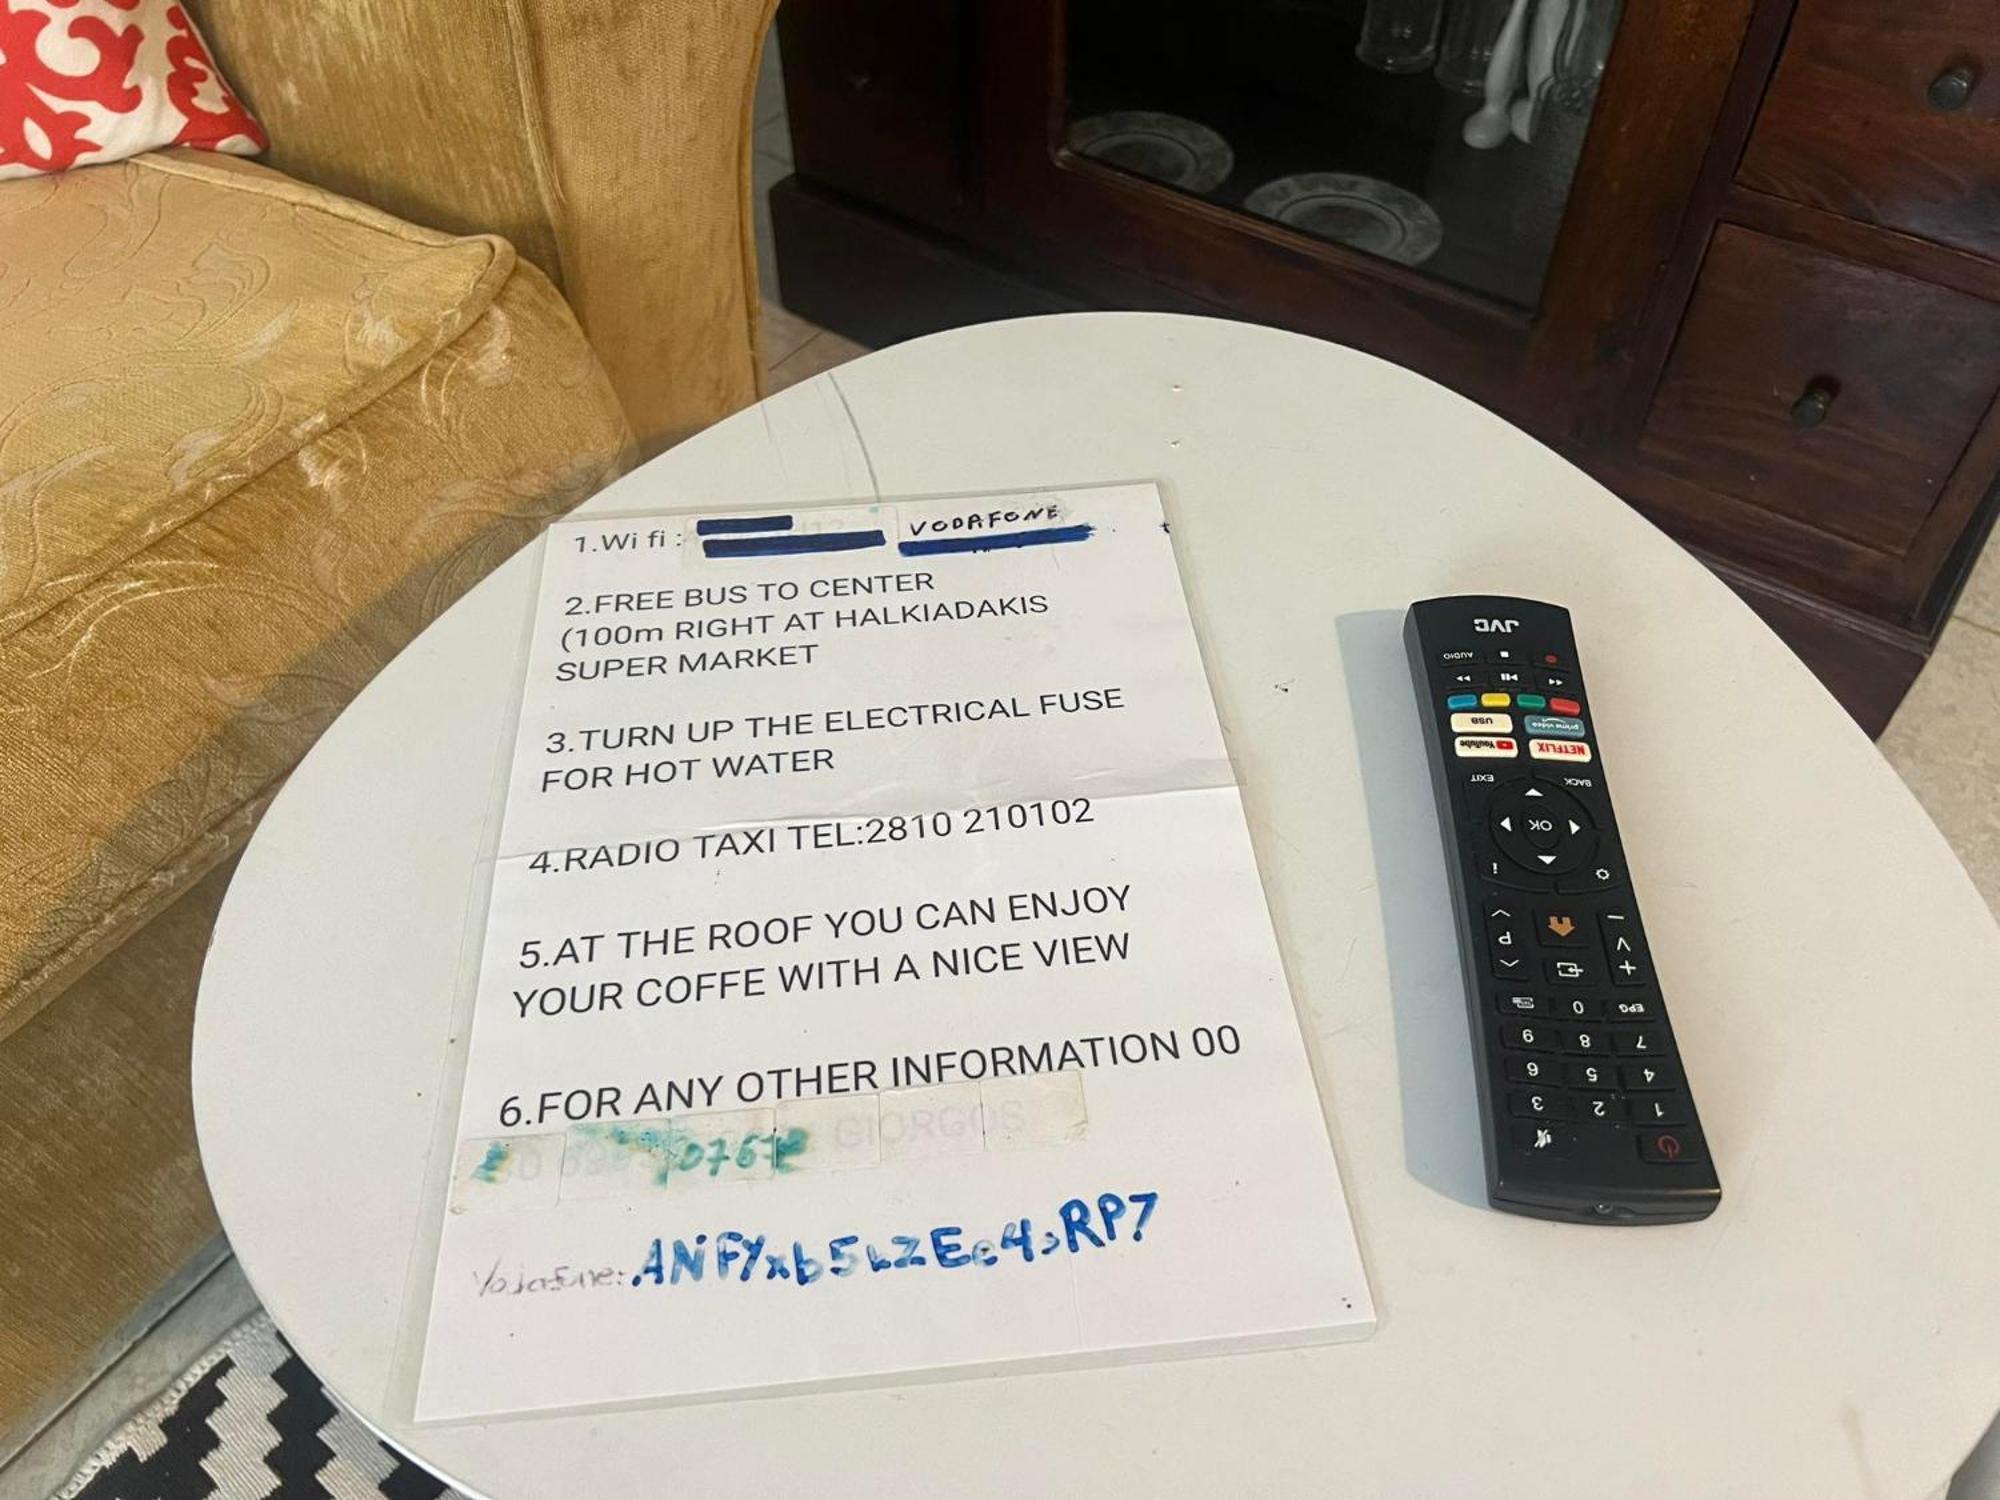 1.Wi fi : VODAFONE
2.FREE BUS TO CENTER
(100m RIGHT AT HALKIADAKIS
SUPER MARKET
3.TURN UP THE ELECTRICAL FUSE
FOR HOT WATER
4.RADIO TAXI TEL:2810 210102
5.AT THE ROOF YOU CAN ENJOY
YOUR COFFE WITH A NICE VIEW
6.FOR ANY OTHER INFORMATION 00
GIORGOS
Vodafone:
JVC
AUDIO
USB
prime video
YouTube
NETFLIX
EXIT
BACK
OK
i
P
V
+
0
EPG
9
8
7
6
5
4
3
2
1